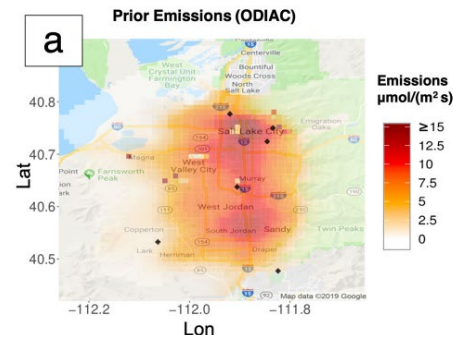 Prior Emissions (ODIAC)
a
Centerville
West
Crystal Unit
Farmington
Bay
Bountiful
Woods Cross
North
Salt Lake
Emissions
μmol/(m² s)
≥15
12.5
10
7.5
5
2.5
0
40.8
40.7
40.6
40.5
Lat
Salt Lake City
Emigration
Oaks
Magna
West
Valley City
Point
Farnsworth
Peak
Murray
West Jordan
Copperton
South Jordan
Sandy
Twin Peaks
Lark
Herriman
Draper
Map data ©2019 Google
−112.2
−112.0
−111.8
Lon